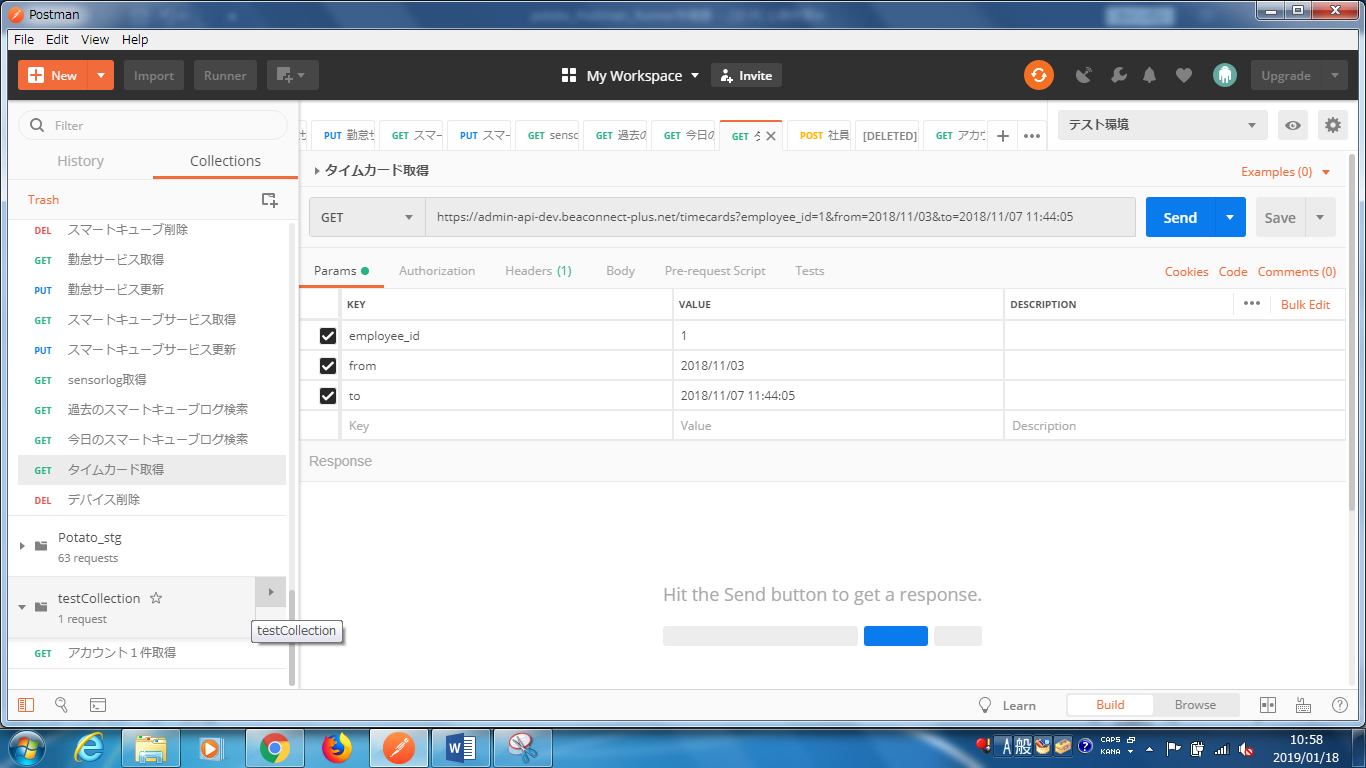 Postman
File Edit View Help
New Import Runner My Workspace Invite Upgrade
Filter
History Collections
Trash
DEL スマートキューブ削除
GET 勤怠サービス取得
PUT 勤怠サービス更新
GET スマートキューブサービス取得
PUT スマートキューブサービス更新
GET sensorlog取得
GET 過去のスマートキューブログ検索
GET 今日のスマートキューブログ検索
GET タイムカード取得
DEL デバイス削除
Potato_stg
63 requests
testCollection
1 request
testCollection
GET アカウント１件取得
PUT 勤怠 GET スマー PUT スマー GET senso GET 過去の GET 今日の GET POST 社員 [DELETED] GET アカウ
テスト環境
タイムカード取得 Examples (0)
GET https://admin-api-dev.beaconnect-plus.net/timecards?employee_id=1&from=2018/11/03&to=2018/11/07 11:44:05 Send Save
Params Authorization Headers (1) Body Pre-request Script Tests Cookies Code Comments (0)
KEY VALUE DESCRIPTION Bulk Edit
employee_id 1
from 2018/11/03
to 2018/11/07 11:44:05
Key Value Description
Response
Hit the Send button to get a response.
Learn Build Browse
A 般 CAPS
KANA
10:58
2019/01/18